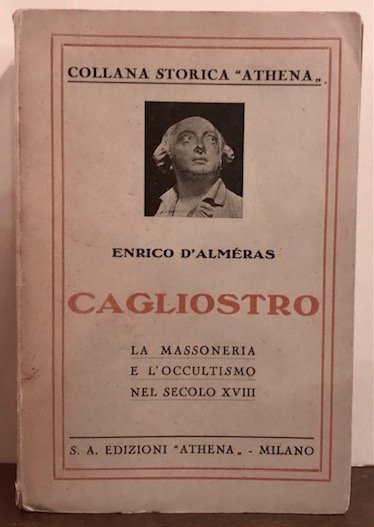 COLLANA STORICA "ATHENA„
ENRICO D'ALMÉRAS
CAGLIOSTRO
LA MASSONERIA
E L'OCCULTISMO
NEL SECOLO XVIII
S. A. EDIZIONI "ATHENA„ - MILANO